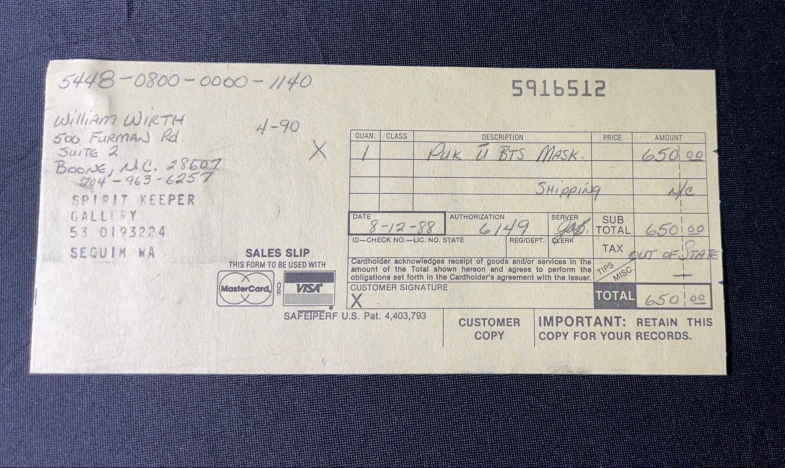 5448-0800-0000-1140
5916512
William Wirth
4-90
500 Furman Rd
Suite 2
Boone, N.C. 28607
704-963-6257
SPIRIT KEEPER
GALLERY
53 0193224
SEQUIM WA
X
QUAN. CLASS DESCRIPTION PRICE AMOUNT
1 BTS MASK. 650.00
Shipping N/C
DATE 8-12-88 AUTHORIZATION 6149 SERVER SUB TOTAL 650.00
ID—CHECK NO.—LIC. NO. STATE REG/DEPT. CLERK TAX OUT OF STATE
SALES SLIP
THIS FORM TO BE USED WITH
MasterCard OR VISA
Cardholder acknowledges receipt of goods and/or services in the
amount of the Total shown hereon and agrees to perform the
obligations set forth in the Cardholder's agreement with the Issuer.
TIPS MISC. —
CUSTOMER SIGNATURE
X
TOTAL 650.00
SAFEIPERF U.S. Pat. 4,403,793
CUSTOMER COPY
IMPORTANT: RETAIN THIS
COPY FOR YOUR RECORDS.